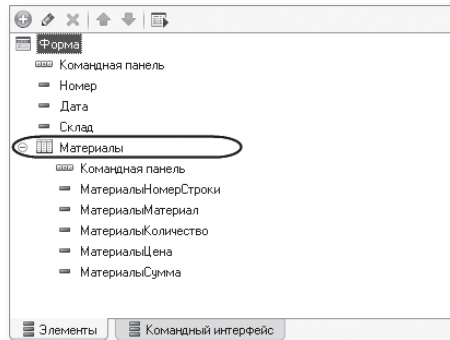 Форма
Командная панель
Номер
Дата
Склад
Материалы
Командная панель
МатериалыНомерСтроки
МатериалыМатериал
МатериалыКоличество
МатериалыЦена
МатериалыСумма
Элементы Командный интерфейс